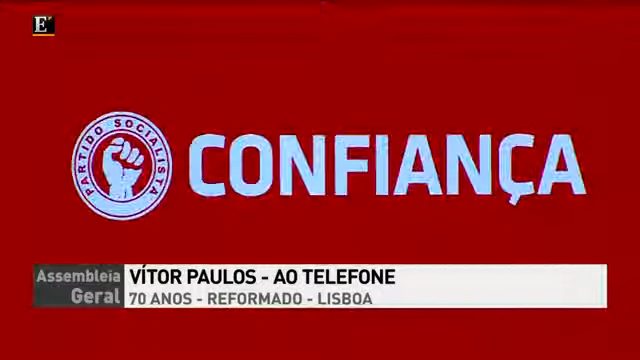 E
PARTIDO SOCIALISTA
CONFIANÇA
Assembleia
Geral
VÍTOR PAULOS - AO TELEFONE
70 ANOS - REFORMADO - LISBOA